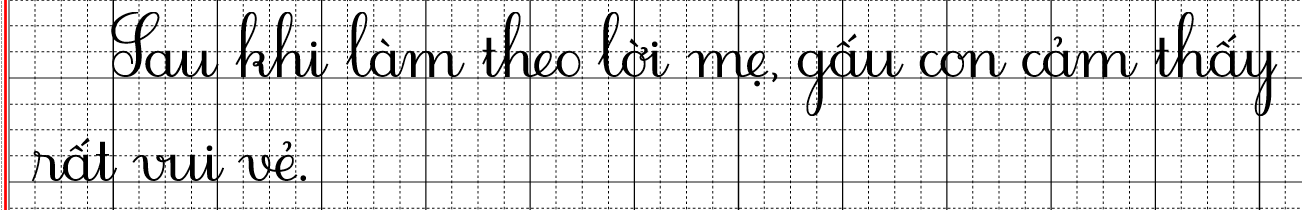 Sau khi làm theo lời mẹ, gấu con cảm thấy
rất vui vẻ.